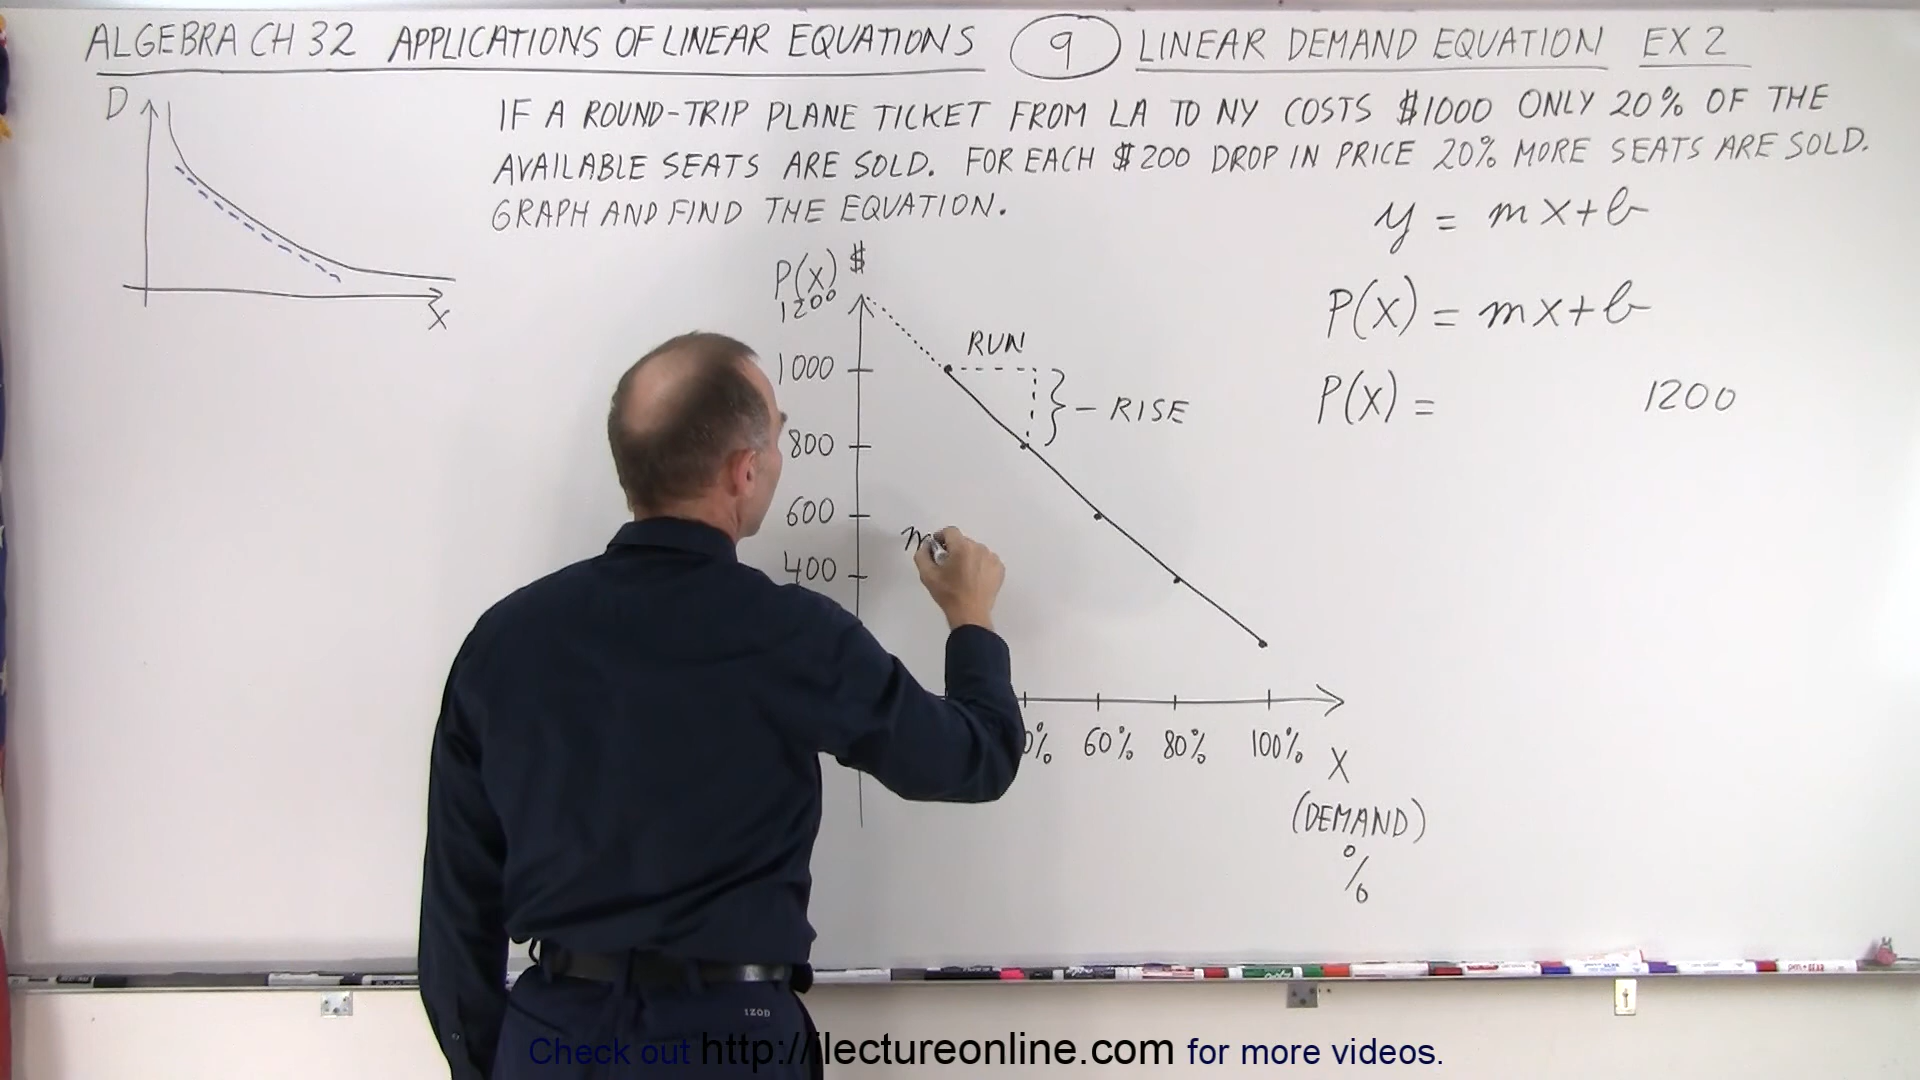 ALGEBRA CH 32 APPLICATIONS OF LINEAR EQUATIONS 9 LINEAR DEMAND EQUATION EX 2
D
X
IF A ROUND-TRIP PLANE TICKET FROM LA TO NY COSTS $1000 ONLY 20% OF THE
AVAILABLE SEATS ARE SOLD. FOR EACH $200 DROP IN PRICE 20% MORE SEATS ARE SOLD.
GRAPH AND FIND THE EQUATION.
y = mx+b
P(X) = mx+b
P(X) = 1200
P(X) $
1200
RUN
1000
- RISE
800
600
m
400
0% 60% 80% 100% X
(DEMAND)
%
IZOD
Check out http://ilectureonline.com for more videos.